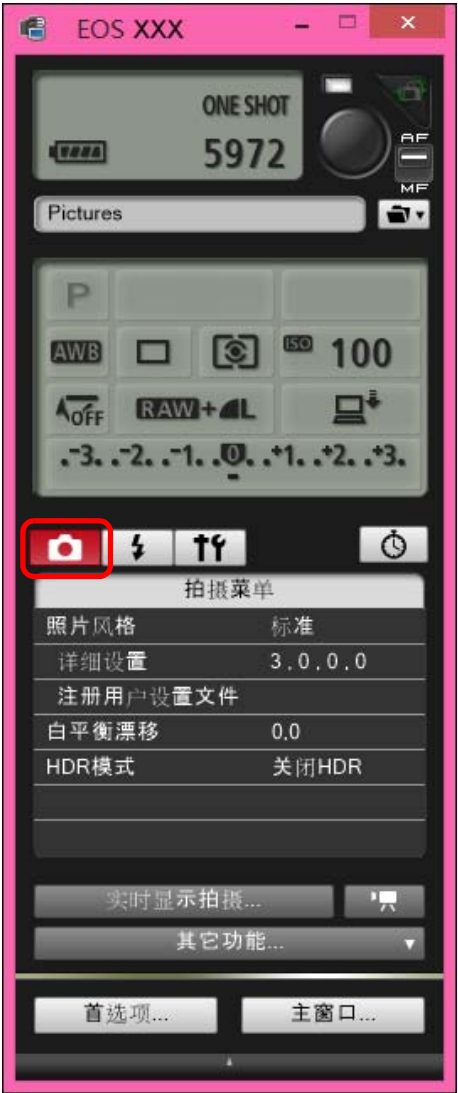 EOS XXX
ONE SHOT
5972
AF
MF
Pictures
P
AWB
ISO 100
OFF RAW+L
.-3. .-2. .-1. .0. .+1. .+2. .+3.
拍摄菜单
照片风格 标准
详细设置 3.0.0.0
注册用户设置文件
白平衡漂移 0.0
HDR模式 关闭HDR
实时显示拍摄...
其它功能...
首选项... 主窗口...